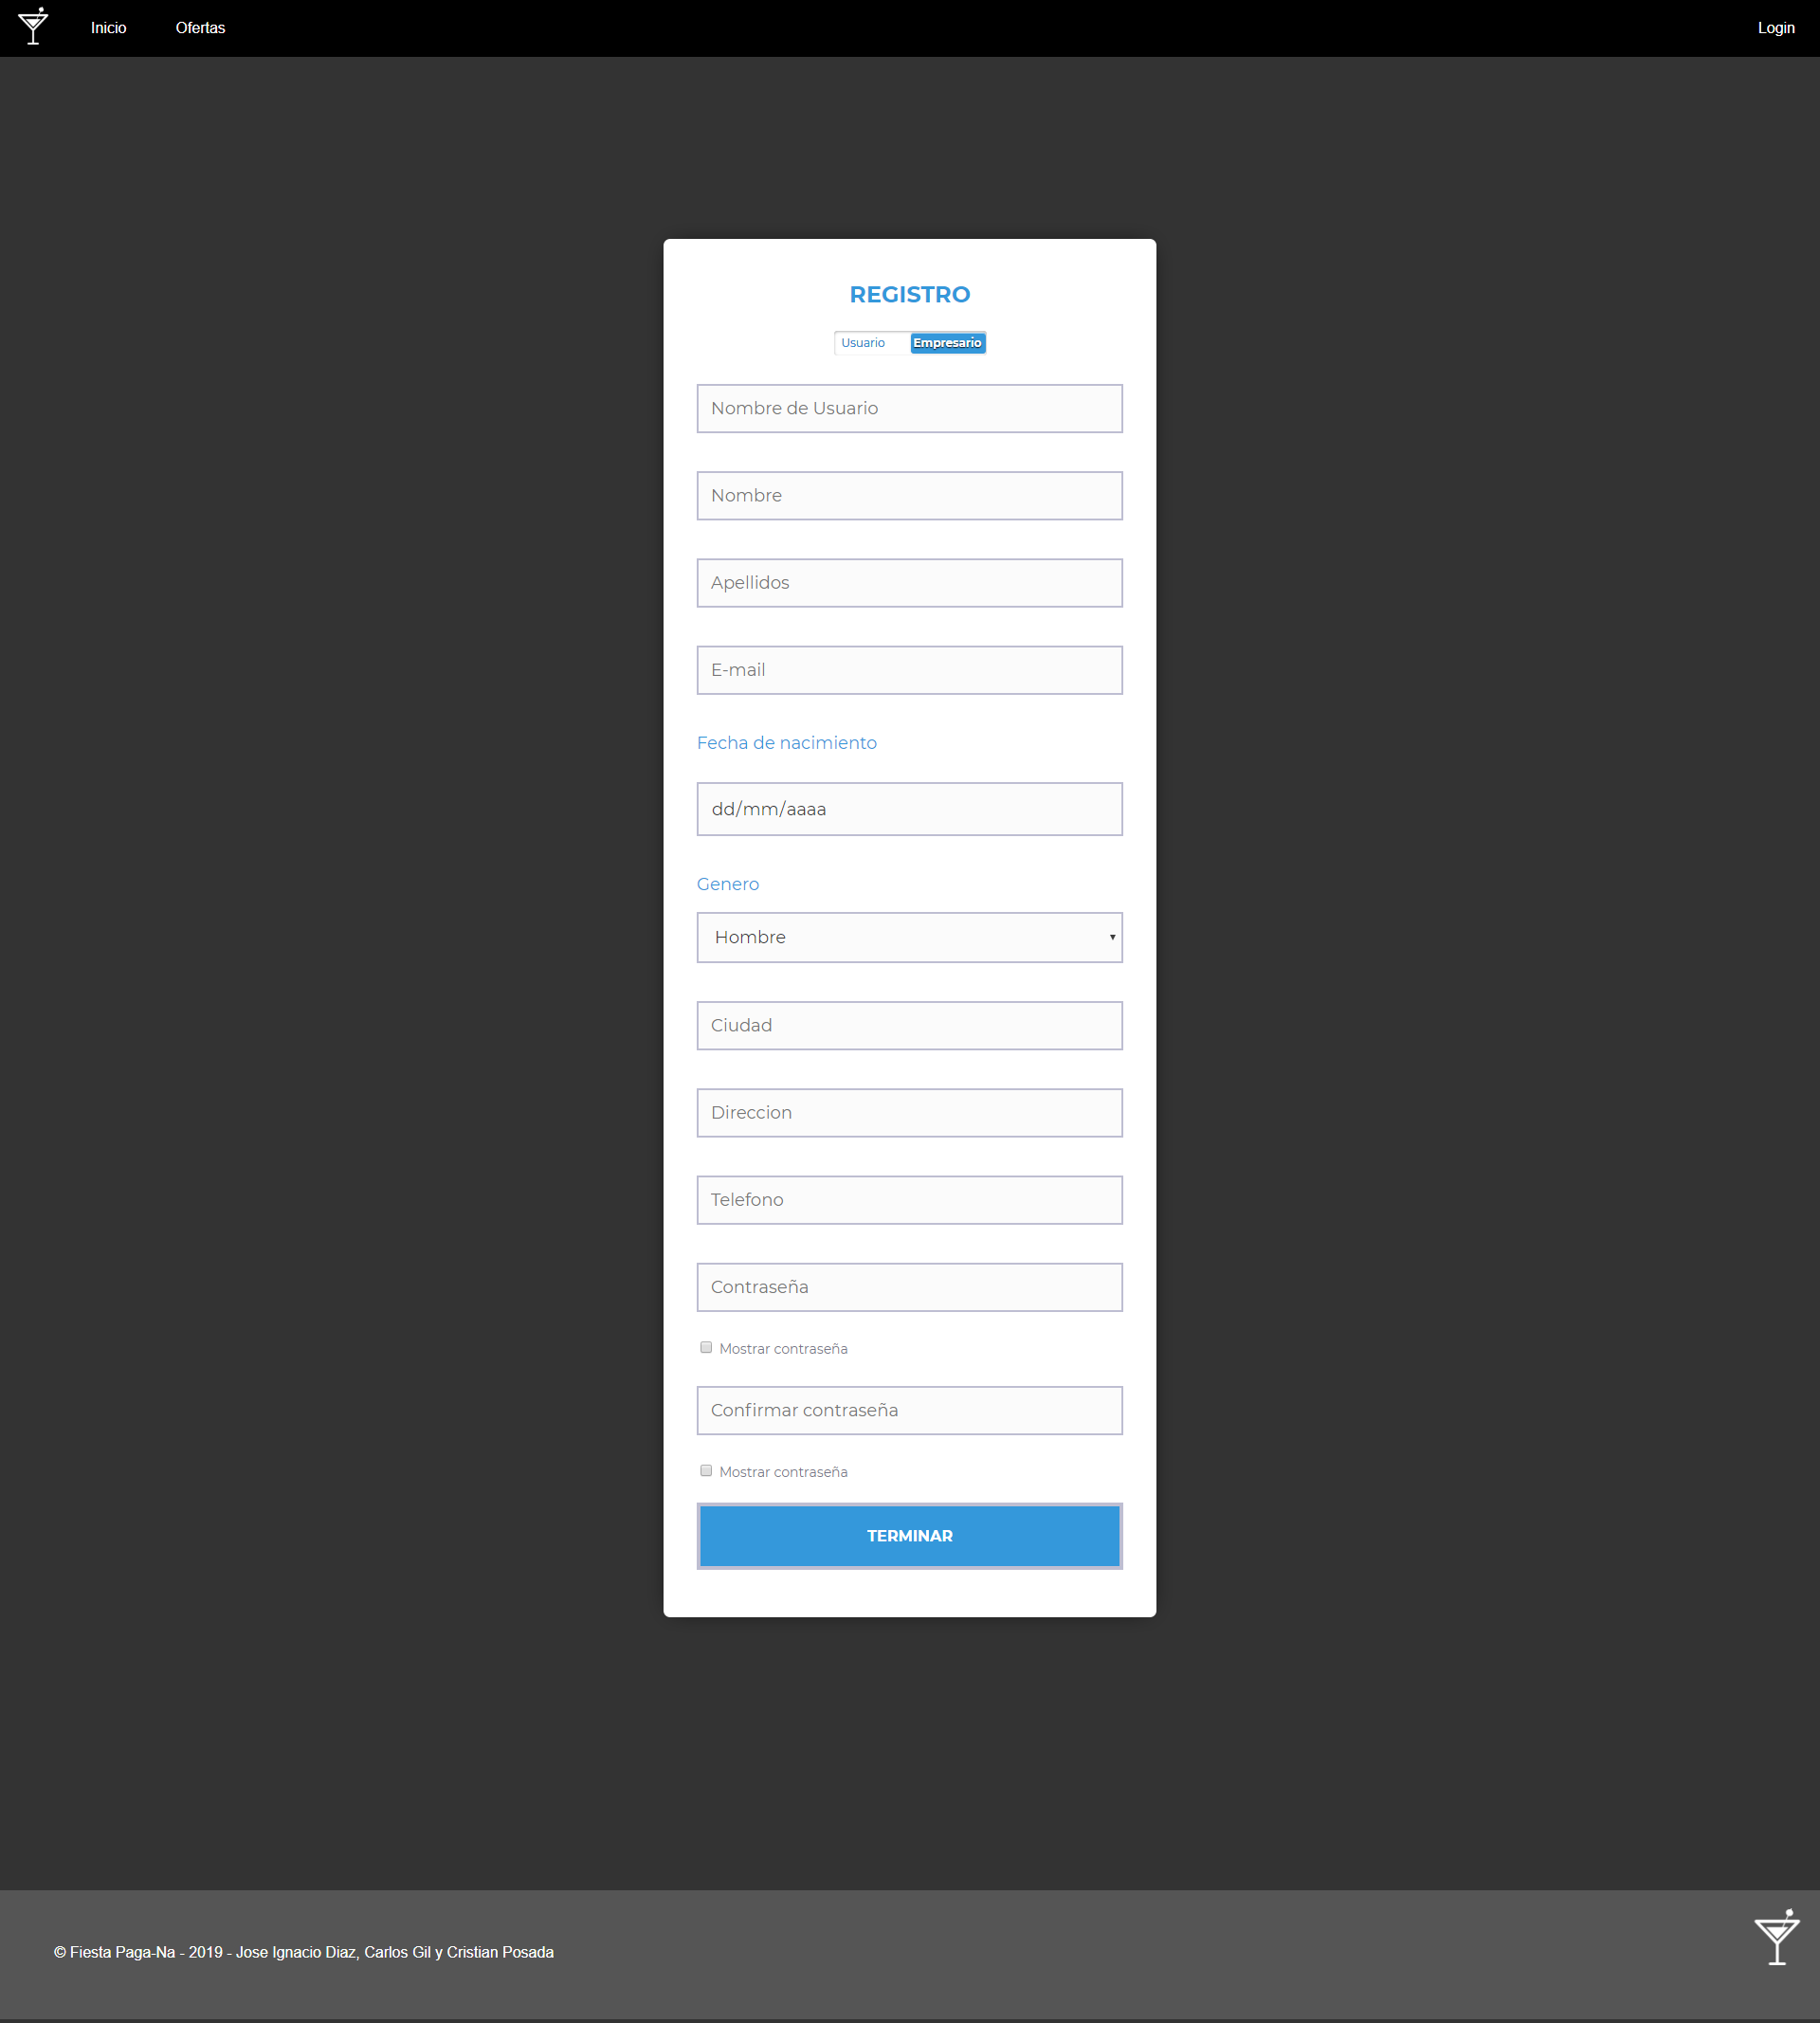 Inicio Ofertas Login
REGISTRO
Usuario Empresario
Nombre de Usuario
Nombre
Apellidos
E-mail
Fecha de nacimiento
dd/mm/aaaa
Genero
Hombre
Ciudad
Direccion
Telefono
Contraseña
Mostrar contraseña
Confirmar contraseña
Mostrar contraseña
TERMINAR
© Fiesta Paga-Na - 2019 - Jose Ignacio Diaz, Carlos Gil y Cristian Posada